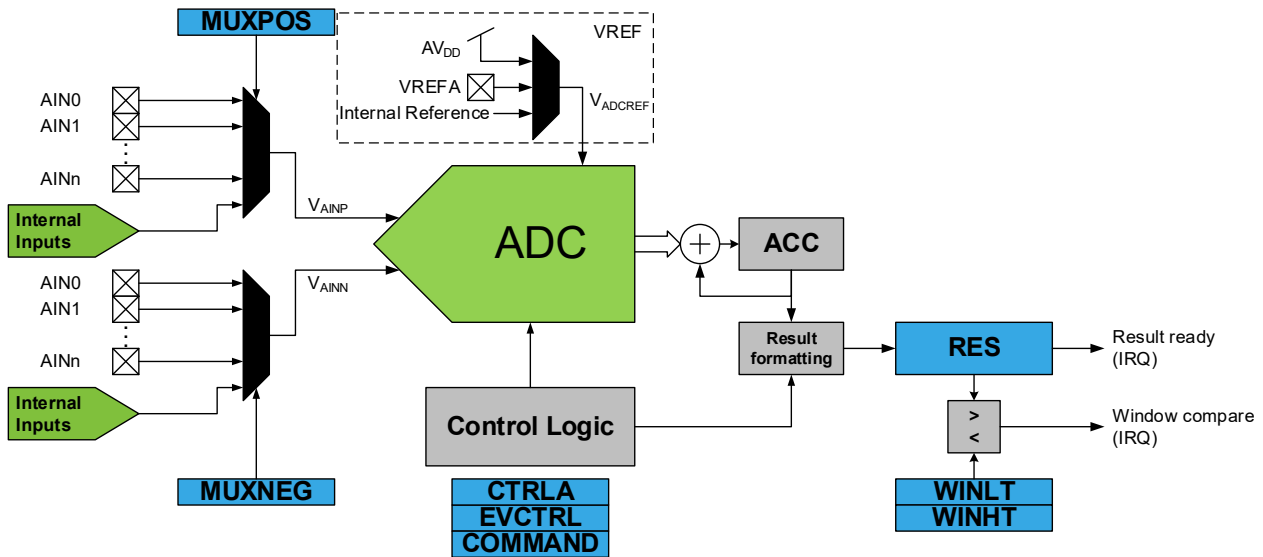 MUXPOS
VREF
AVDD
VREFA
Internal Reference
VADCREF
AIN0
AIN1
AINn
Internal
Inputs
VAINP
ADC
ACC
AIN0
AIN1
AINn
Internal
Inputs
VAINN
Result
formatting
RES
Result ready
(IRQ)
Control Logic
>
<
Window compare
(IRQ)
MUXNEG
CTRLA
EVCTRL
COMMAND
WINLT
WINHT